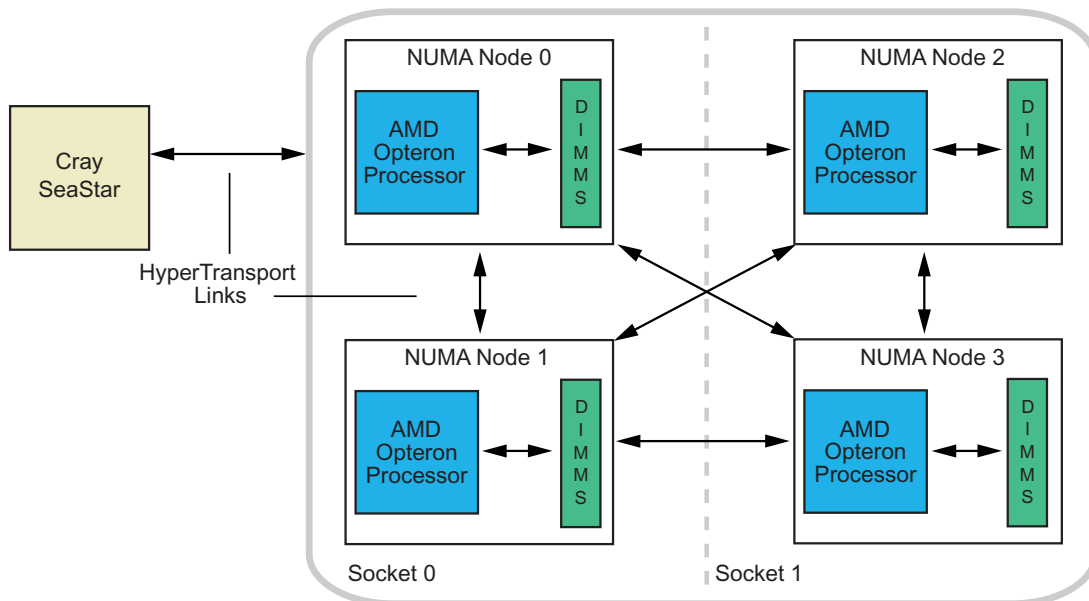 NUMA Node 0
AMD
Opteron
Processor
D
I
M
M
S
NUMA Node 2
AMD
Opteron
Processor
D
I
M
M
S
Cray
SeaStar
HyperTransport
Links
NUMA Node 1
AMD
Opteron
Processor
D
I
M
M
S
NUMA Node 3
AMD
Opteron
Processor
D
I
M
M
S
Socket 0
Socket 1